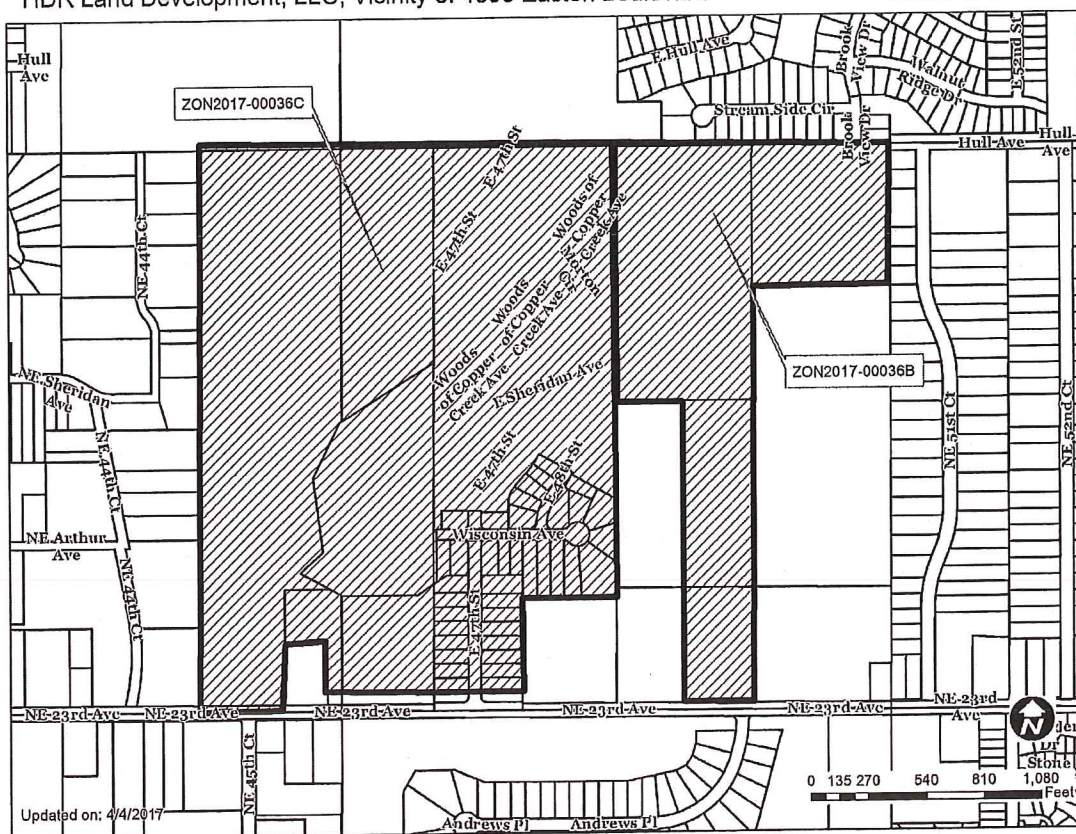 HDR Land Development, LLC, Vicinity of
Hull
Ave
E Hull Ave
Brook
View Dr
Walnut
Ridge Dr
E 52nd St
ZON2017-00036C
Stream Side Cir
Brook
View Dr
Hull Ave
Hull
Ave
E 47th St
NE 44th Ct
E 47th St
Woods of
Copper
Creek Ave
Morton
Cir
Woods
of Copper
Creek Ave
Woods
of Copper
Creek Ave
E Sheridan Ave
ZON2017-00036B
NE Sheridan
Ave
NE 44th Ct
E 47th St
E 48th St
NE 51st Ct
NE 52nd Ct
Wisconsin Ave
NE Arthur
Ave
NE 44th Ct
E 47th St
NE 23rd Ave
NE 23rd Ave
NE 23rd Ave
NE 23rd Ave
NE 23rd Ave
NE 23rd
Ave
N
Dr
Stone
NE 45th Ct
0 135 270 540 810 1,080
Feet
Updated on: 4/4/2017
Andrews Pl
Andrews Pl